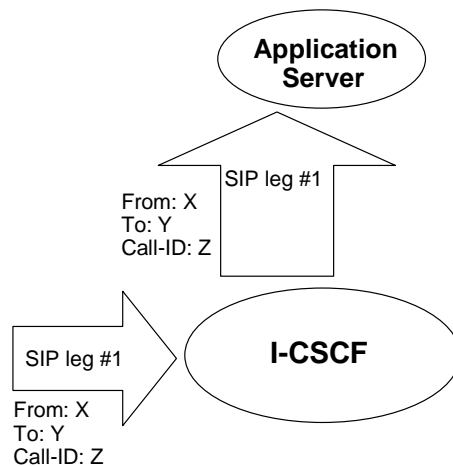 Application
Server
SIP leg #1
From: X
To: Y
Call-ID: Z
I-CSCF
SIP leg #1
From: X
To: Y
Call-ID: Z